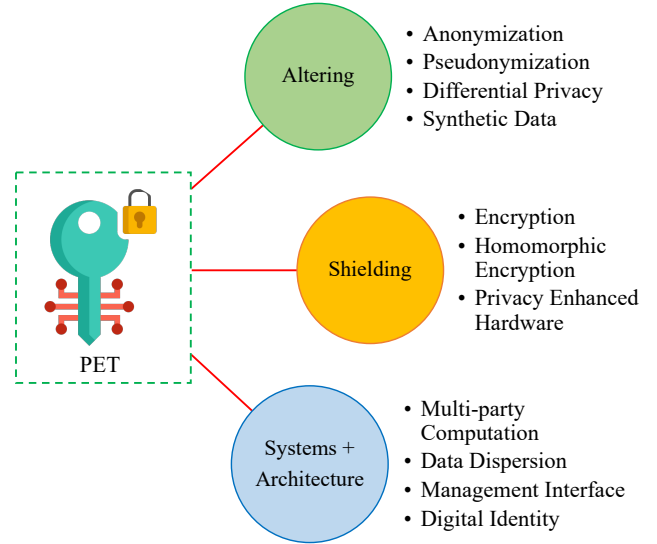 PET
Altering
• Anonymization
• Pseudonymization
• Differential Privacy
• Synthetic Data
Shielding
• Encryption
• Homomorphic
Encryption
• Privacy Enhanced
Hardware
Systems +
Architecture
• Multi-party
Computation
• Data Dispersion
• Management Interface
• Digital Identity